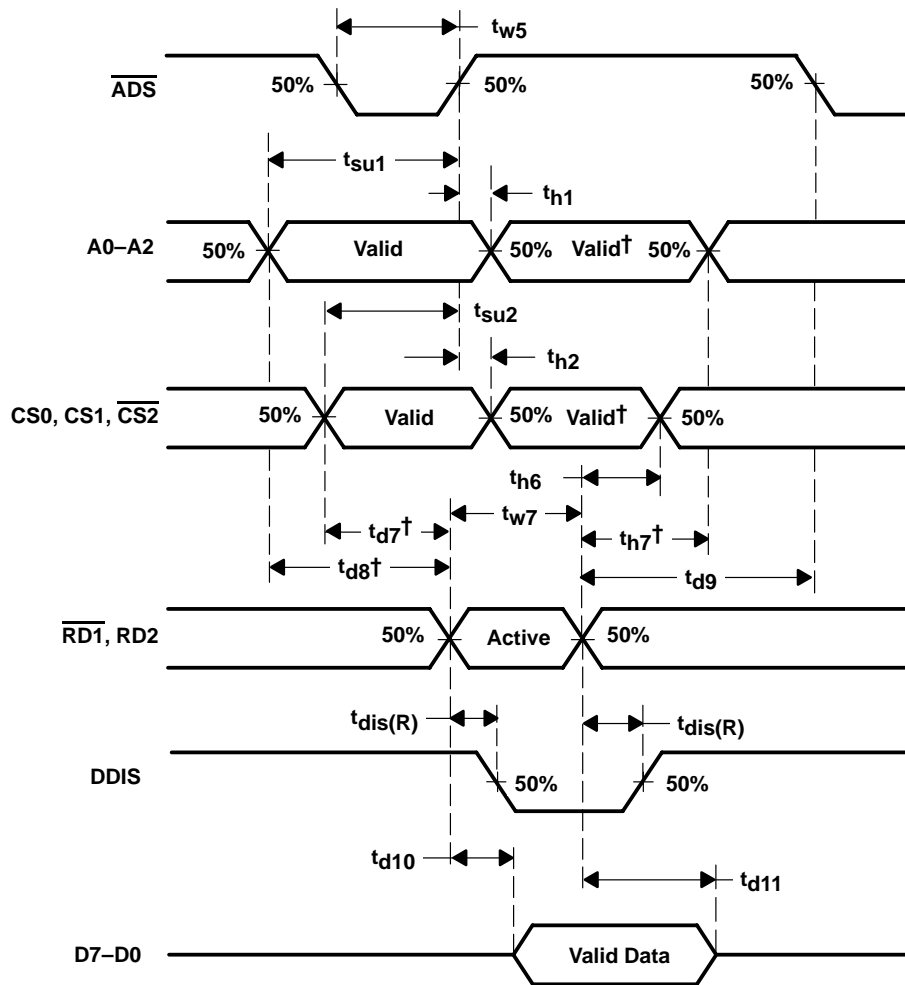 tw5
ADS
50%
50%
50%
tsu1
th1
A0–A2
50%
Valid
50%
Valid†
50%
tsu2
th2
CS0, CS1, CS2
50%
Valid
50%
Valid†
50%
th6
tw7
td7†
th7†
td8†
td9
RD1, RD2
50%
Active
50%
tdis(R)
tdis(R)
DDIS
50%
50%
td10
td11
D7–D0
Valid Data